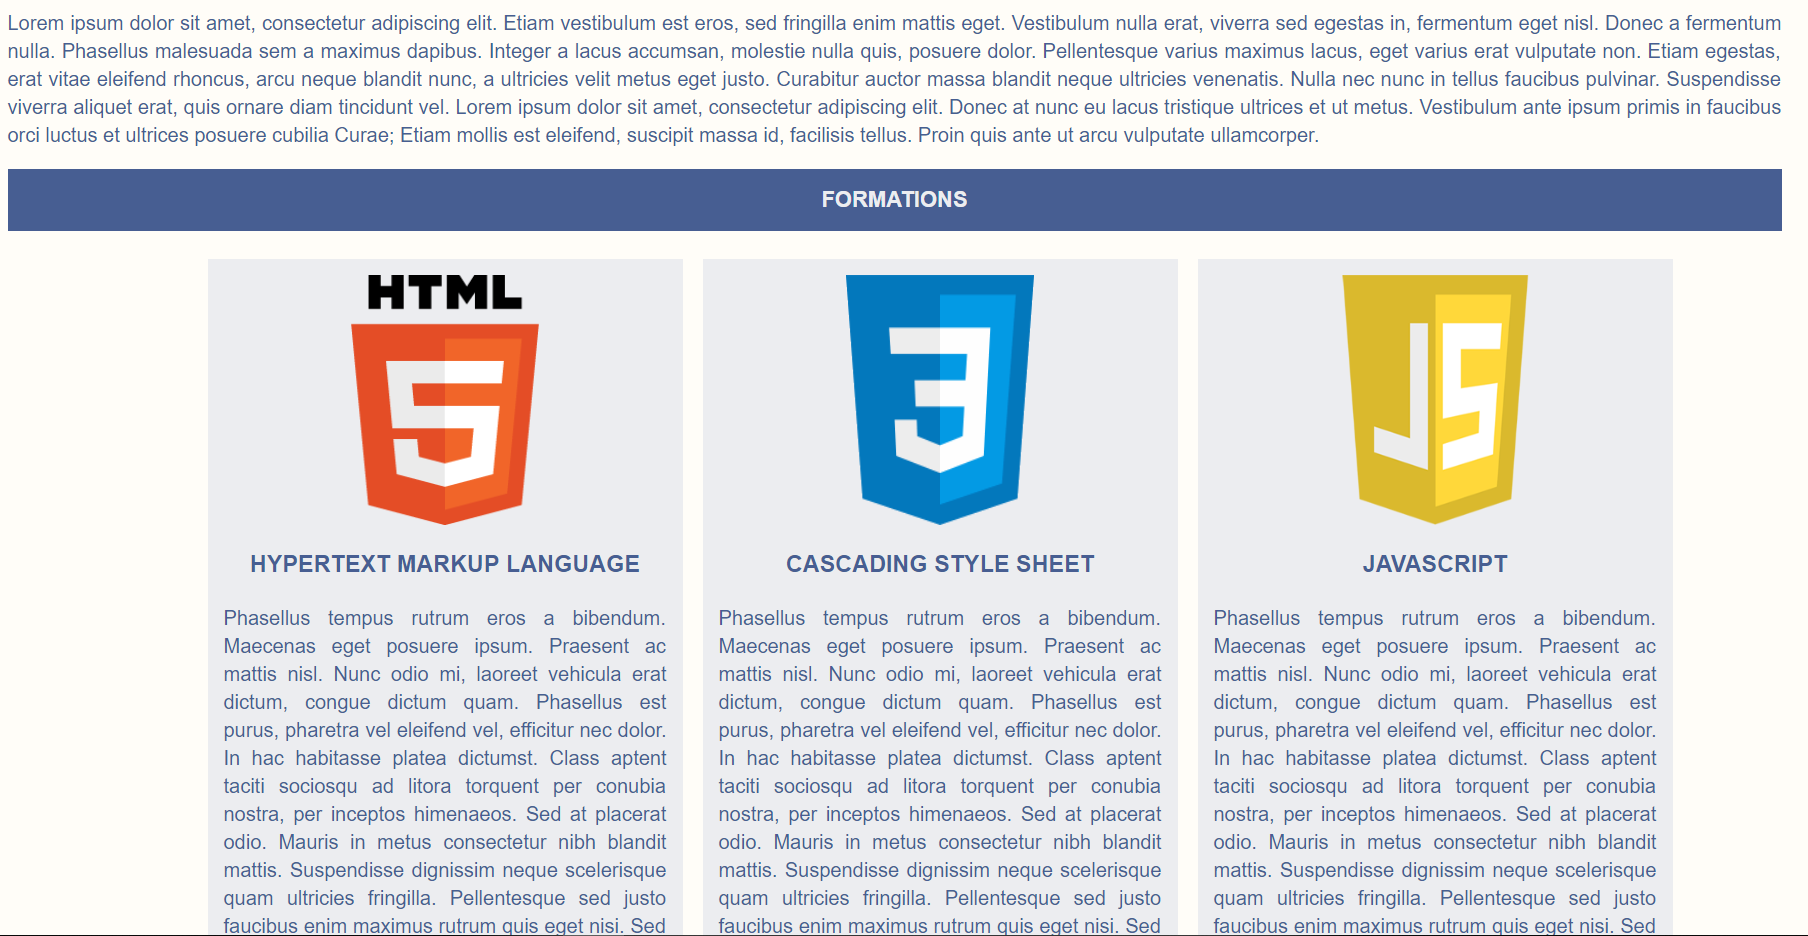 Lorem ipsum dolor sit amet, consectetur adipiscing elit. Etiam vestibulum est eros, sed fringilla enim mattis eget. Vestibulum nulla erat, viverra sed egestas in, fermentum eget nisl. Donec a fermentum
nulla. Phasellus malesuada sem a maximus dapibus. Integer a lacus accumsan, molestie nulla quis, posuere dolor. Pellentesque varius maximus lacus, eget varius erat vulputate non. Etiam egestas,
erat vitae eleifend rhoncus, arcu neque blandit nunc, a ultricies velit metus eget justo. Curabitur auctor massa blandit neque ultricies venenatis. Nulla nec nunc in tellus faucibus pulvinar. Suspendisse
viverra aliquet erat, quis ornare diam tincidunt vel. Lorem ipsum dolor sit amet, consectetur adipiscing elit. Donec at nunc eu lacus tristique ultrices et ut metus. Vestibulum ante ipsum primis in faucibus
orci luctus et ultrices posuere cubilia Curae; Etiam mollis est eleifend, suscipit massa id, facilisis tellus. Proin quis ante ut arcu vulputate ullamcorper.
FORMATIONS
HTML
5
HYPERTEXT MARKUP LANGUAGE
Phasellus tempus rutrum eros a bibendum.
Maecenas eget posuere ipsum. Praesent ac
mattis nisl. Nunc odio mi, laoreet vehicula erat
dictum, congue dictum quam. Phasellus est
purus, pharetra vel eleifend vel, efficitur nec dolor.
In hac habitasse platea dictumst. Class aptent
taciti sociosqu ad litora torquent per conubia
nostra, per inceptos himenaeos. Sed at placerat
odio. Mauris in metus consectetur nibh blandit
mattis. Suspendisse dignissim neque scelerisque
quam ultricies fringilla. Pellentesque sed justo
faucibus enim maximus rutrum quis eget nisi. Sed
3
CASCADING STYLE SHEET
Phasellus tempus rutrum eros a bibendum.
Maecenas eget posuere ipsum. Praesent ac
mattis nisl. Nunc odio mi, laoreet vehicula erat
dictum, congue dictum quam. Phasellus est
purus, pharetra vel eleifend vel, efficitur nec dolor.
In hac habitasse platea dictumst. Class aptent
taciti sociosqu ad litora torquent per conubia
nostra, per inceptos himenaeos. Sed at placerat
odio. Mauris in metus consectetur nibh blandit
mattis. Suspendisse dignissim neque scelerisque
quam ultricies fringilla. Pellentesque sed justo
faucibus enim maximus rutrum quis eget nisi. Sed
JS
JAVASCRIPT
Phasellus tempus rutrum eros a bibendum.
Maecenas eget posuere ipsum. Praesent ac
mattis nisl. Nunc odio mi, laoreet vehicula erat
dictum, congue dictum quam. Phasellus est
purus, pharetra vel eleifend vel, efficitur nec dolor.
In hac habitasse platea dictumst. Class aptent
taciti sociosqu ad litora torquent per conubia
nostra, per inceptos himenaeos. Sed at placerat
odio. Mauris in metus consectetur nibh blandit
mattis. Suspendisse dignissim neque scelerisque
quam ultricies fringilla. Pellentesque sed justo
faucibus enim maximus rutrum quis eget nisi. Sed